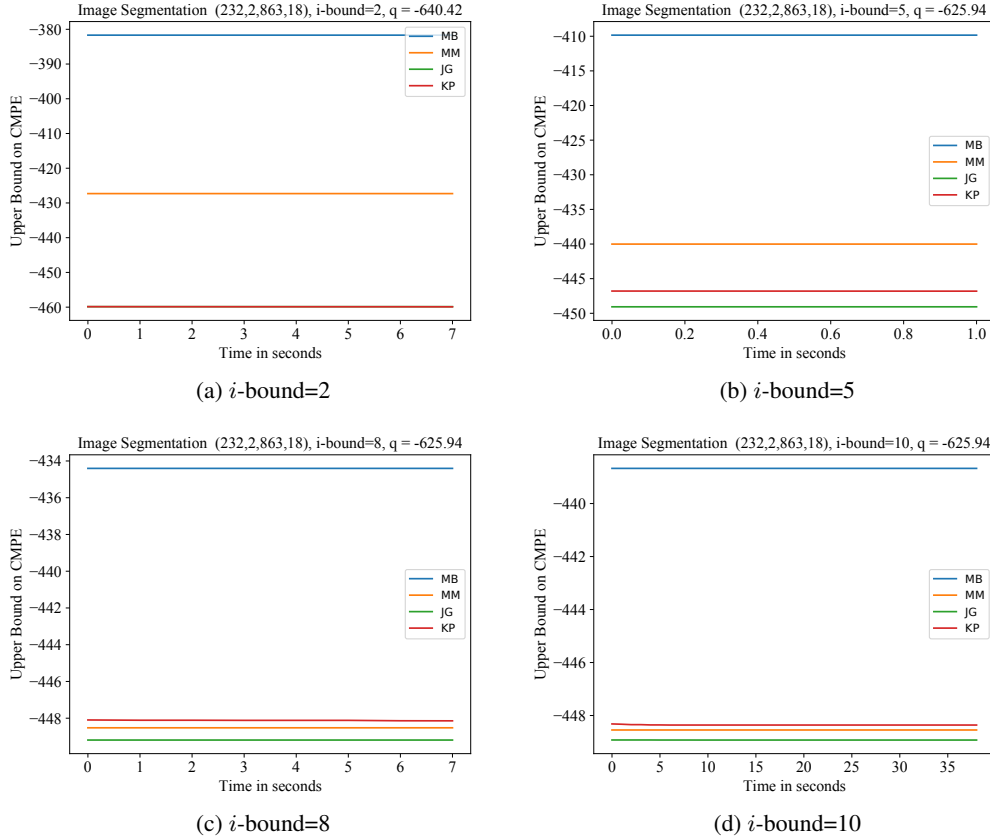 Image Segmentation (232,2,863,18), i-bound=2, q = -640.42
−380
−390
−400
−410
−420
−430
−440
−450
−460
Upper Bound on CMPE
MB
MM
JG
KP
0 1 2 3 4 5 6 7
Time in seconds
(a) i-bound=2
Image Segmentation (232,2,863,18), i-bound=5, q = -625.94
−410
−415
−420
−425
−430
−435
−440
−445
−450
Upper Bound on CMPE
MB
MM
JG
KP
0.0 0.2 0.4 0.6 0.8 1.0
Time in seconds
(b) i-bound=5
Image Segmentation (232,2,863,18), i-bound=8, q = -625.94
−434
−436
−438
−440
−442
−444
−446
−448
Upper Bound on CMPE
MB
MM
JG
KP
0 1 2 3 4 5 6 7
Time in seconds
(c) i-bound=8
Image Segmentation (232,2,863,18), i-bound=10, q = -625.94
−440
−442
−444
−446
−448
Upper Bound on CMPE
MB
MM
JG
KP
0 5 10 15 20 25 30 35
Time in seconds
(d) i-bound=10